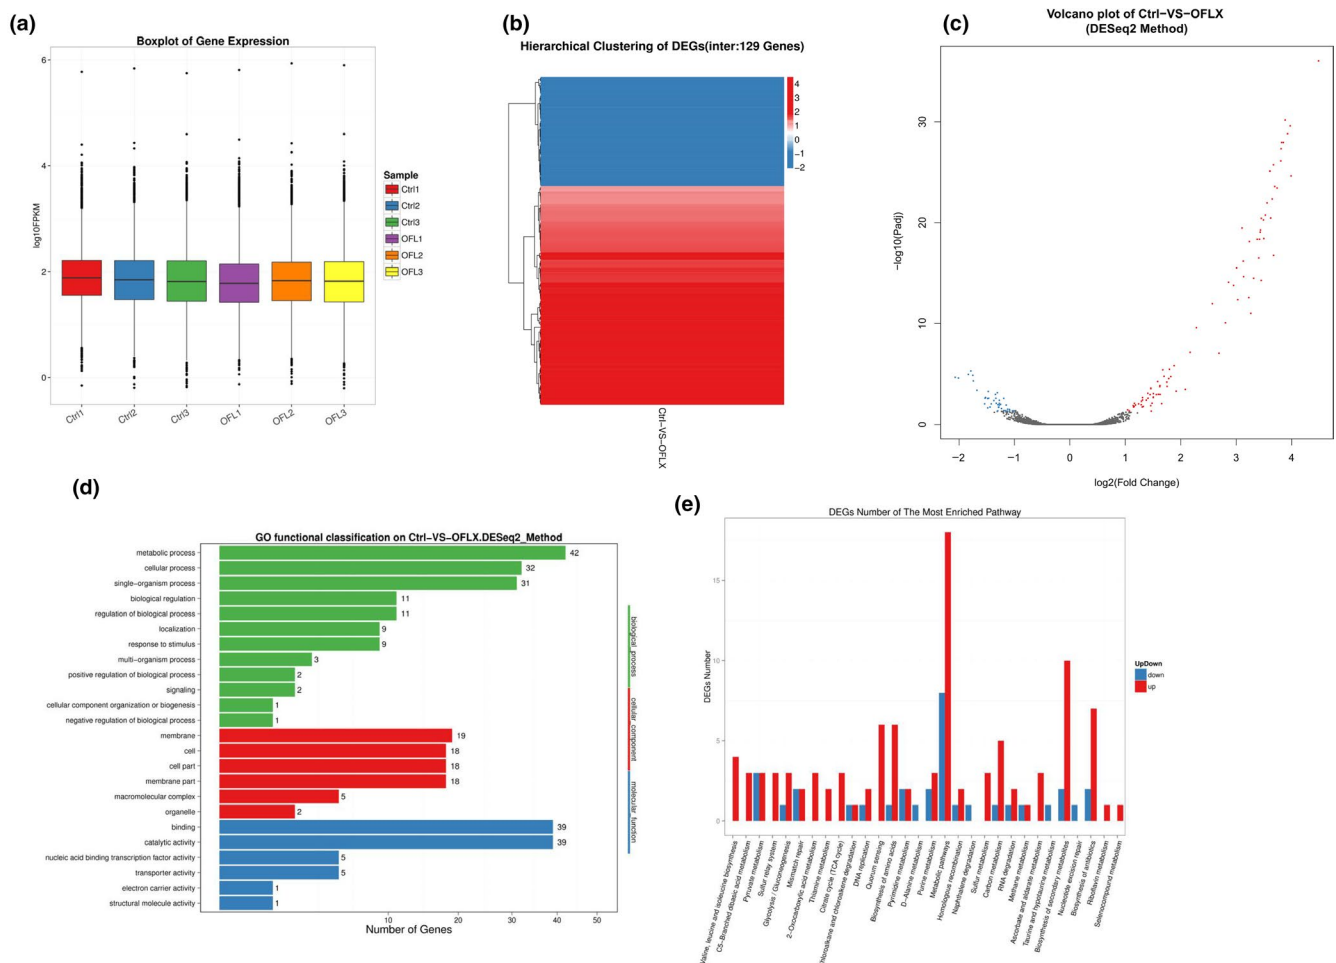 (a)
Boxplot of Gene Expression
6
4
2
0
log10FPKM
Ctrl1
Ctrl2
Ctrl3
OFL1
OFL2
OFL3
Sample
Ctrl1
Ctrl2
Ctrl3
OFL1
OFL2
OFL3
(b)
Hierarchical Clustering of DEGs(inter:129 Genes)
4
3
2
1
0
−1
−2
Ctrl-VS-OFLX
(c)
Volcano plot of Ctrl−VS−OFLX
(DESeq2 Method)
30
20
10
0
−log10(Padj)
−2
−1
0
1
2
3
4
log2(Fold Change)
(d)
GO functional classification on Ctrl-VS-OFLX.DESeq2_Method
metabolic process 42
cellular process 32
single-organism process 31
biological regulation 11
regulation of biological process 11
localization 9
response to stimulus 9
multi-organism process 3
positive regulation of biological process 2
signaling 2
cellular component organization or biogenesis 1
negative regulation of biological process 1
membrane 19
cell 18
cell part 18
membrane part 18
macromolecular complex 5
organelle 2
binding 39
catalytic activity 39
nucleic acid binding transcription factor activity 5
transporter activity 5
electron carrier activity 1
structural molecule activity 1
10 20 30 40 50
Number of Genes
biological_process
cellular_component
molecular_function
(e)
DEGs Number of The Most Enriched Pathway
15
10
5
0
DEGs Number
Valine, leucine and isoleucine biosynthesis
C5-Branched dibasic acid metabolism
Pyruvate metabolism
Sulfur relay system
Glycolysis / Gluconeogenesis
Mismatch repair
2-Oxocarboxylic acid metabolism
Thiamine metabolism
Citrate cycle (TCA cycle)
Chloroalkane and chloroalkene degradation
DNA replication
Quorum sensing
Biosynthesis of amino acids
Pyrimidine metabolism
D-Alanine metabolism
Purine metabolism
Metabolic pathways
Homologous recombination
Naphthalene degradation
Sulfur metabolism
Carbon metabolism
RNA degradation
Methane metabolism
Ascorbate and aldarate metabolism
Taurine and hypotaurine metabolism
Biosynthesis of secondary metabolites
Nucleotide excision repair
Biosynthesis of antibiotics
Riboflavin metabolism
Selenocompound metabolism
UpDown
down
up